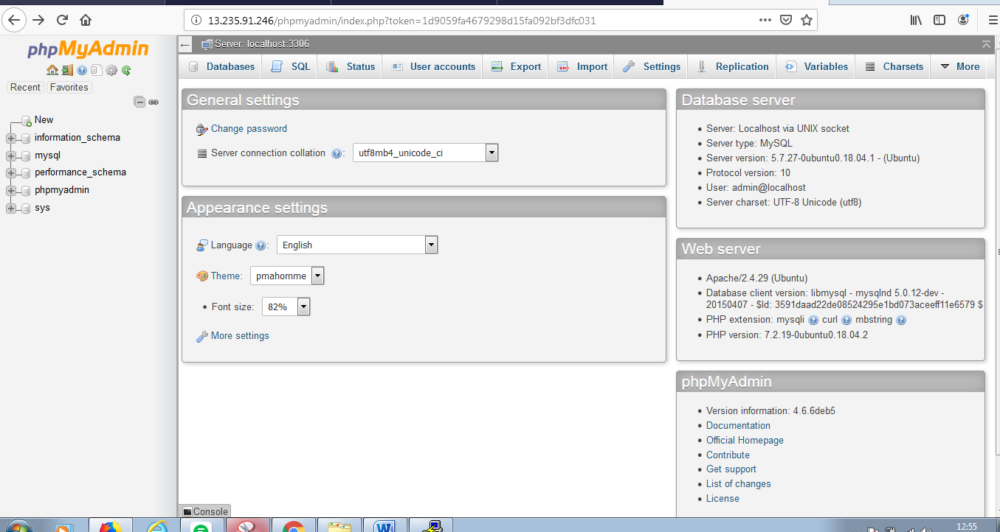 13.235.91.246/phpmyadmin/index.php?token=1d9059fa4679298d15fa092bf3dfc031
phpMyAdmin
Recent Favorites
New
information_schema
mysql
performance_schema
phpmyadmin
sys
Server: localhost:3306
Databases SQL Status User accounts Export Import Settings Replication Variables Charsets More
General settings
Change password
Server connection collation : utf8mb4_unicode_ci
Appearance settings
Language : English
Theme: pmahomme
Font size: 82%
More settings
Database server
Server: Localhost via UNIX socket
Server type: MySQL
Server version: 5.7.27-0ubuntu0.18.04.1 - (Ubuntu)
Protocol version: 10
User: admin@localhost
Server charset: UTF-8 Unicode (utf8)
Web server
Apache/2.4.29 (Ubuntu)
Database client version: libmysql - mysqlnd 5.0.12-dev -
20150407 - $Id: 3591daad22de08524295e1bd073aceeff11e6579 $
PHP extension: mysqli curl mbstring
PHP version: 7.2.19-0ubuntu0.18.04.2
phpMyAdmin
Version information: 4.6.6deb5
Documentation
Official Homepage
Contribute
Get support
List of changes
License
Console
12:55